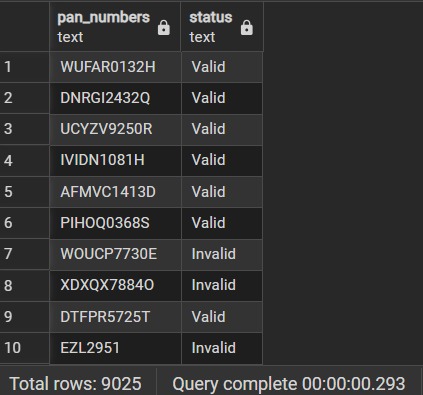 pan_numbers status
text text
1 WUFAR0132H Valid
2 DNRGI2432Q Valid
3 UCYZV9250R Valid
4 IVIDN1081H Valid
5 AFMVC1413D Valid
6 PIHOQ0368S Valid
7 WOUCP7730E Invalid
8 XDXQX7884O Invalid
9 DTFPR5725T Valid
10 EZL2951 Invalid
Total rows: 9025 Query complete 00:00:00.293